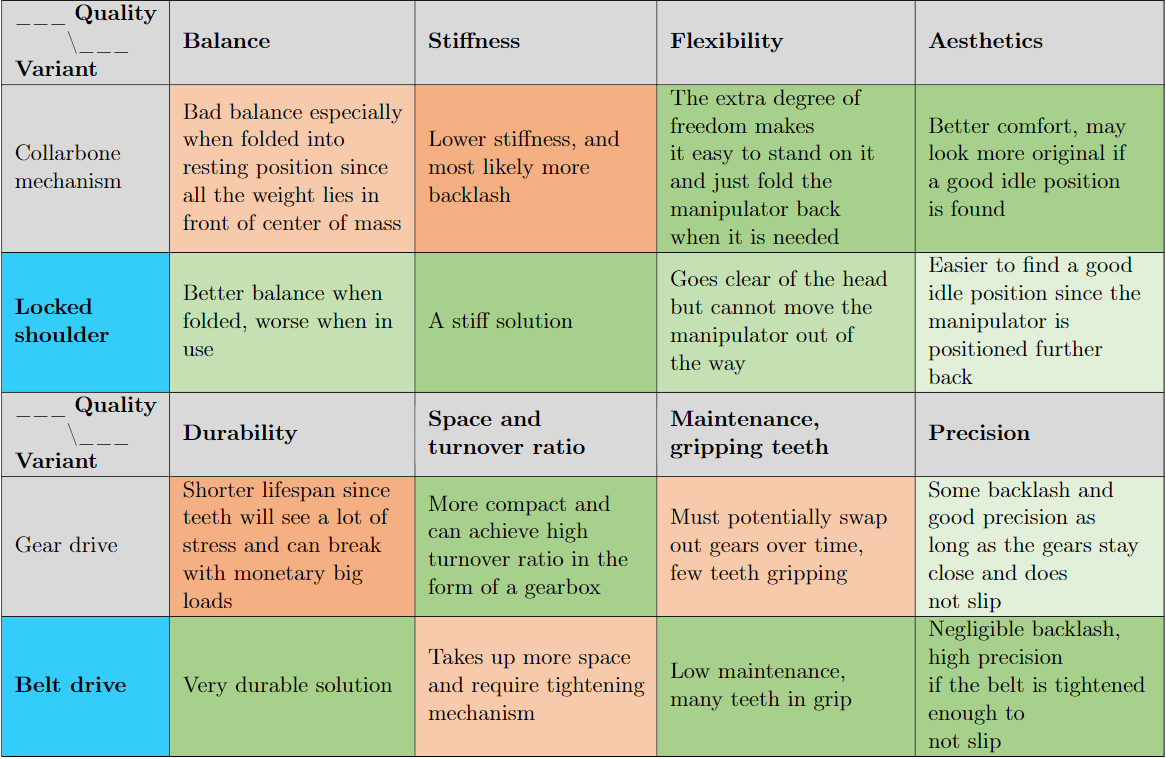 ___ Quality
\___
Variant
Balance
Stiffness
Flexibility
Aesthetics
Collarbone
mechanism
Bad balance especially
when folded into
resting position since
all the weight lies in
front of center of mass
Lower stiffness, and
most likely more
backlash
The extra degree of
freedom makes
it easy to stand on it
and just fold the
manipulator back
when it is needed
Better comfort, may
look more original if
a good idle position
is found
Locked
shoulder
Better balance when
folded, worse when in
use
A stiff solution
Goes clear of the head
but cannot move the
manipulator out of
the way
Easier to find a good
idle position since the
manipulator is
positioned further
back
___ Quality
\___
Variant
Durability
Space and
turnover ratio
Maintenance,
gripping teeth
Precision
Gear drive
Shorter lifespan since
teeth will see a lot of
stress and can break
with monetary big
loads
More compact and
can achieve high
turnover ratio in the
form of a gearbox
Must potentially swap
out gears over time,
few teeth gripping
Some backlash and
good precision as
long as the gears stay
close and does
not slip
Belt drive
Very durable solution
Takes up more space
and require tightening
mechanism
Low maintenance,
many teeth in grip
Negligible backlash,
high precision
if the belt is tightened
enough to
not slip